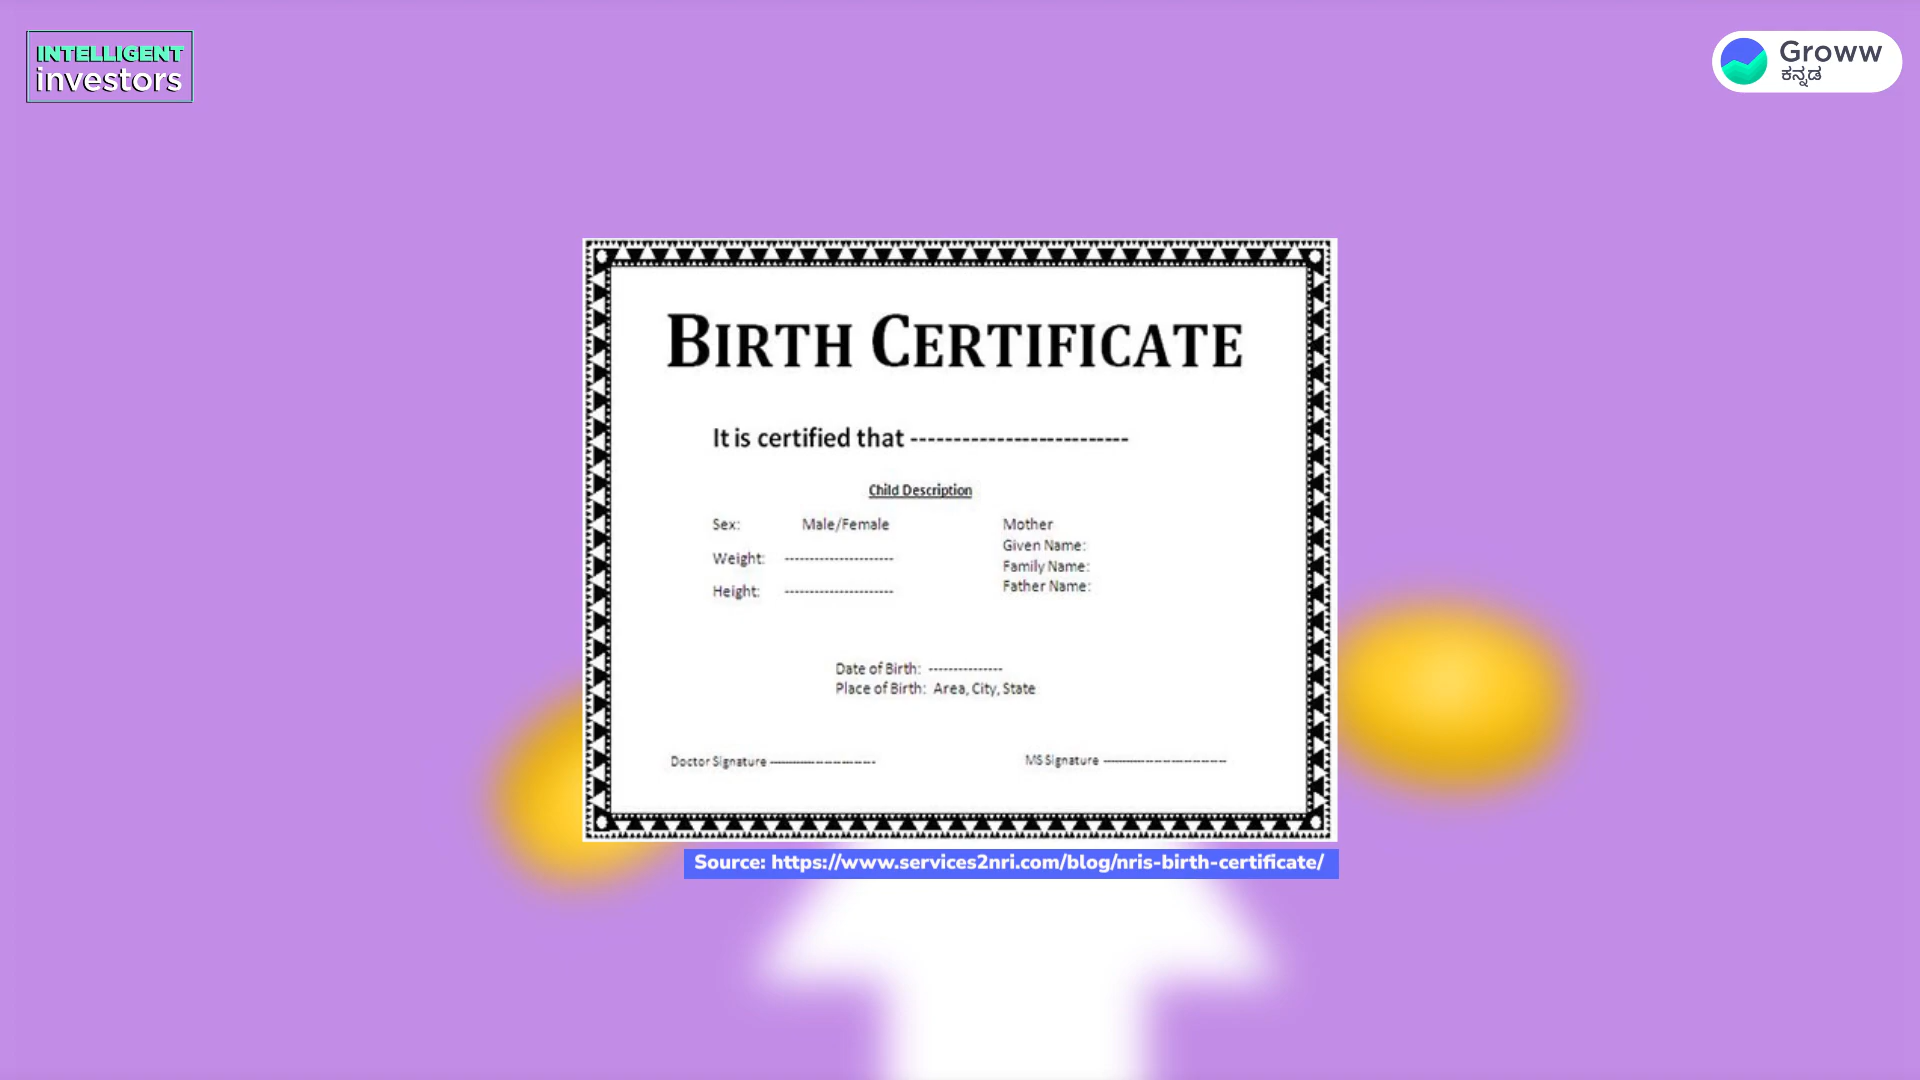 INTELLIGENT
investors
Groww
ಕನ್ನಡ
BIRTH CERTIFICATE
It is certified that -------------------------
Child Description
Sex: Male/Female
Weight: ----------------------
Height: ----------------------
Mother
Given Name:
Family Name:
Father Name:
Date of Birth: ---------------
Place of Birth: Area, City, State
Doctor Signature --------------------------
MS Signature ------------------------------
Source: https://www.services2nri.com/blog/nris-birth-certificate/